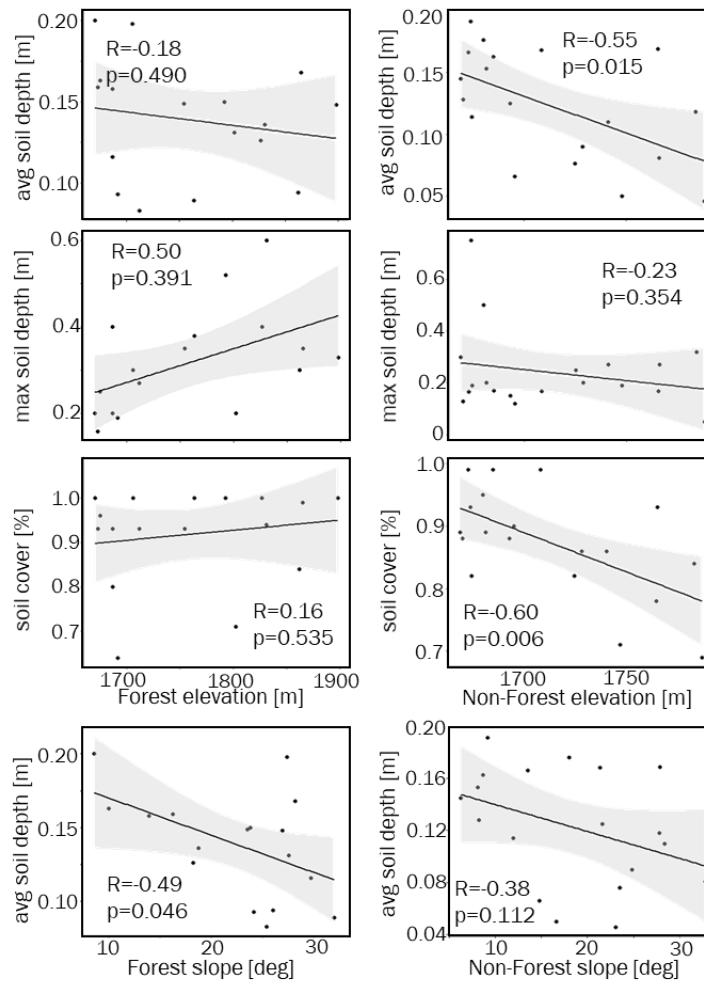 avg soil depth [m]
0.20
0.15
0.10
R=-0.18
p=0.490
avg soil depth [m]
0.20
0.15
0.10
0.05
R=-0.55
p=0.015
max soil depth [m]
0.6
0.4
0.2
R=0.50
p=0.391
max soil depth [m]
0.6
0.4
0.2
0
R=-0.23
p=0.354
soil cover [%]
1.0
0.9
0.8
0.7
R=0.16
p=0.535
1700
1800
1900
Forest elevation [m]
soil cover [%]
1.0
0.9
0.8
0.7
R=-0.60
p=0.006
1700
1750
Non-Forest elevation [m]
avg soil depth [m]
0.20
0.15
0.10
R=-0.49
p=0.046
10
20
30
Forest slope [deg]
avg soil depth [m]
0.20
0.16
0.12
0.08
0.04
R=-0.38
p=0.112
10
20
30
Non-Forest slope [deg]